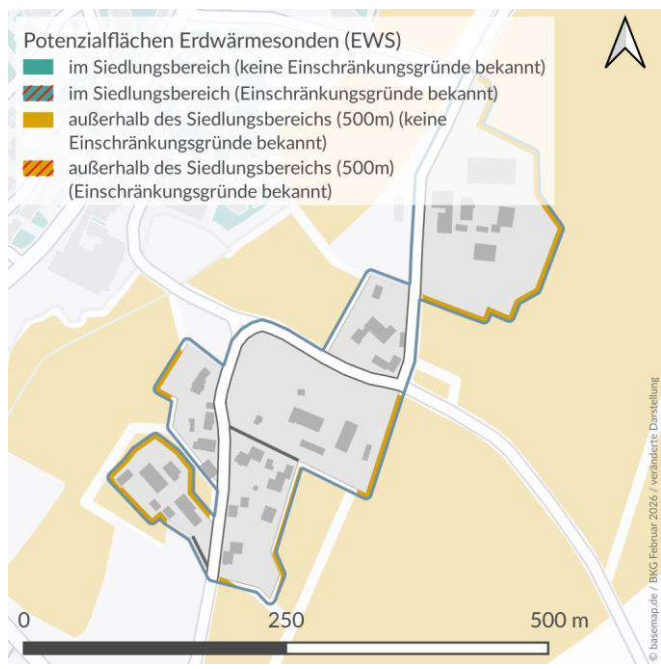 Potenzialflächen Erdwärmesonden (EWS)
im Siedlungsbereich (keine Einschränkungsgründe bekannt)
im Siedlungsbereich (Einschränkungsgründe bekannt)
außerhalb des Siedlungsbereichs (500m) (keine
Einschränkungsgründe bekannt)
außerhalb des Siedlungsbereichs (500m)
(Einschränkungsgründe bekannt)
© basemap.de / BKG Februar 2026 / veränderte Darstellung
0 250 500 m